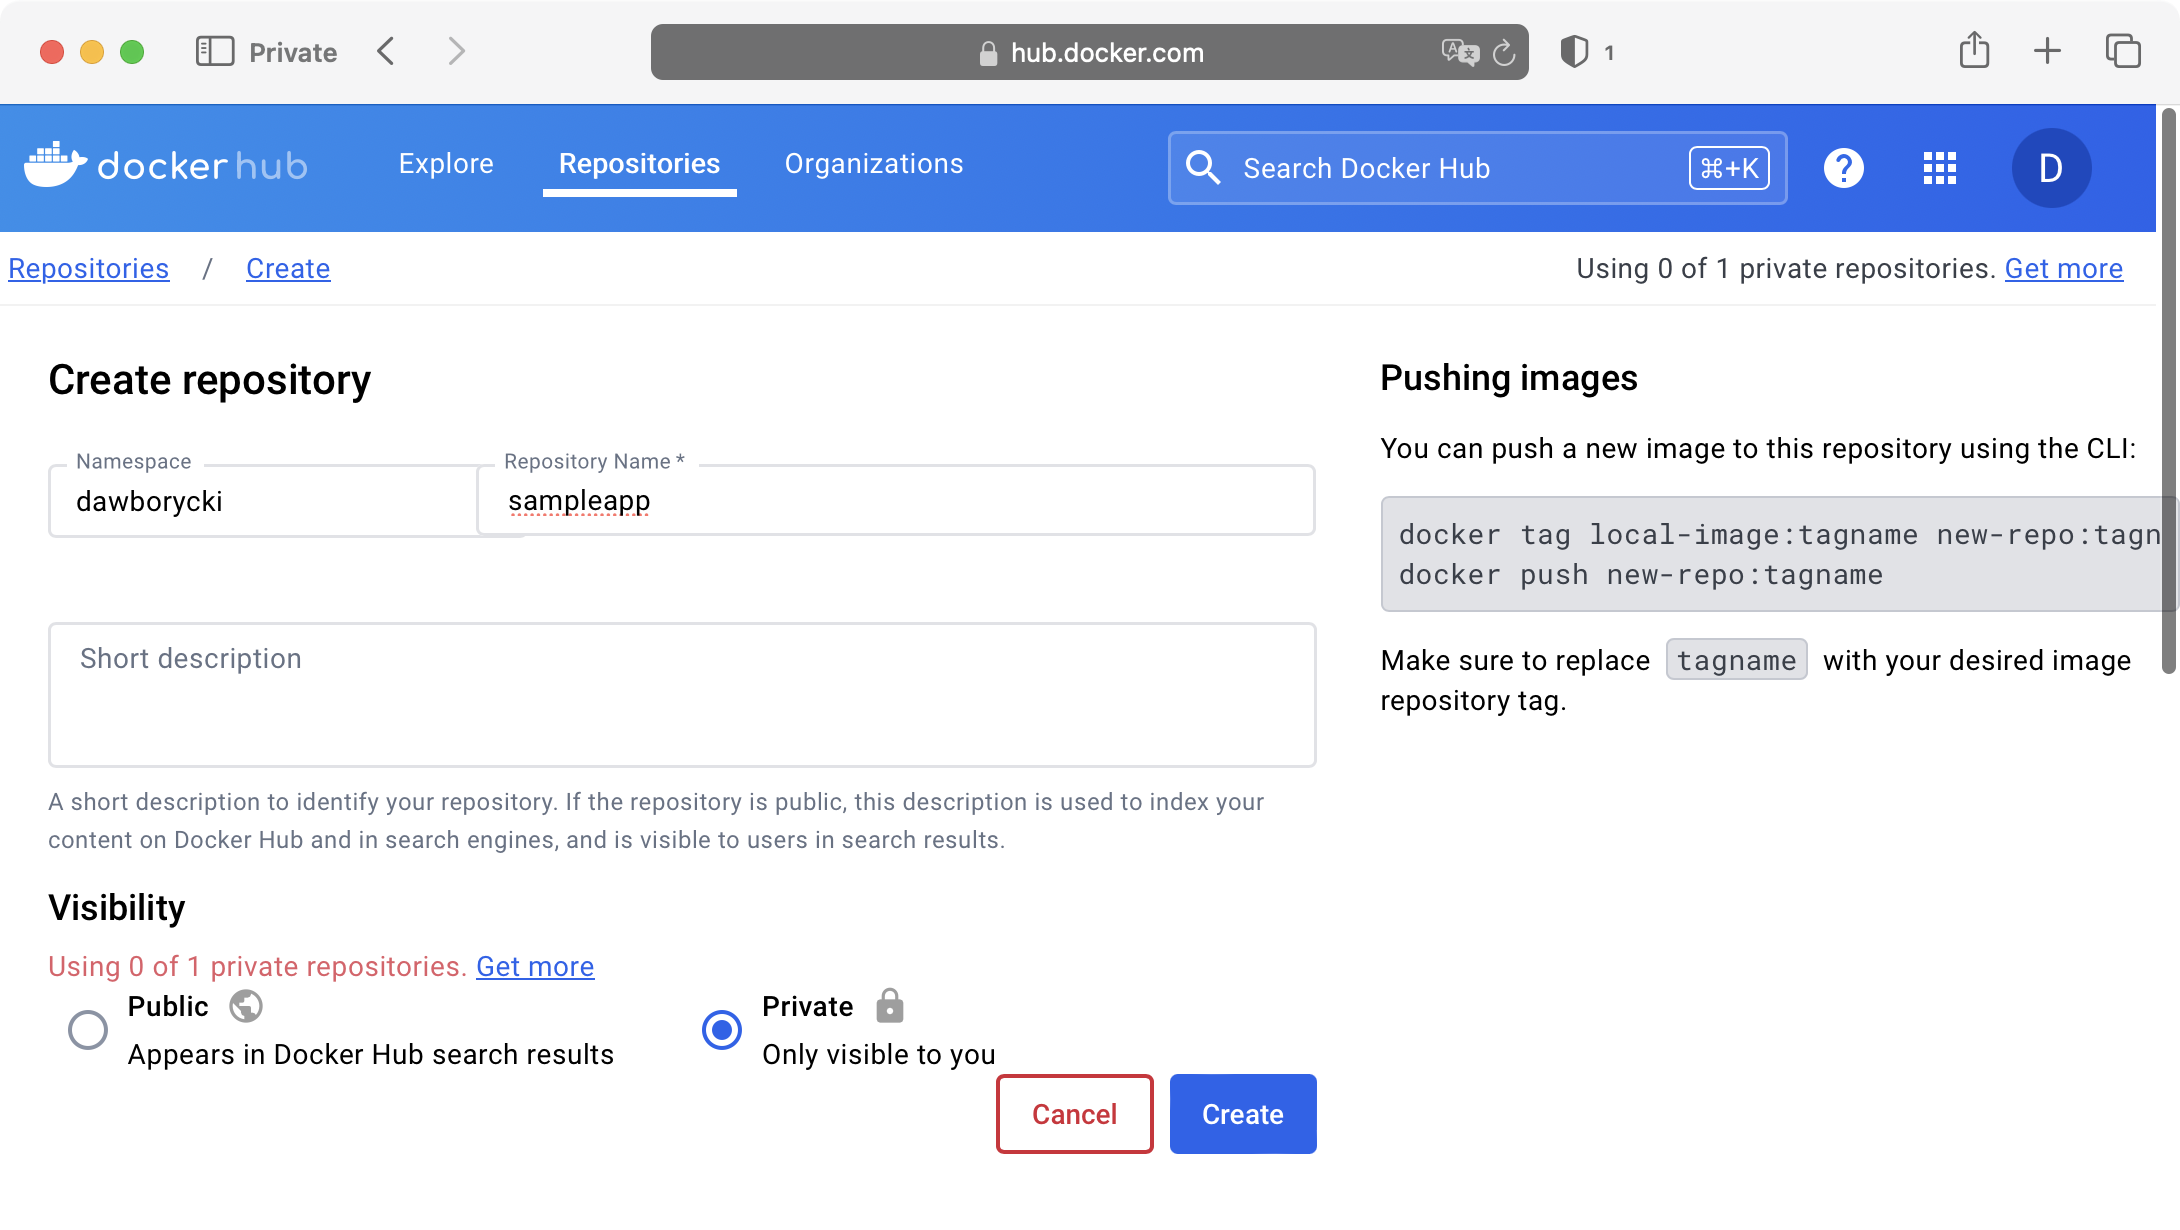 Private
hub.docker.com
1
docker hub
Explore
Repositories
Organizations
Search Docker Hub
⌘+K
D
Repositories / Create
Using 0 of 1 private repositories. Get more
Create repository
Namespace
dawborycki
Repository Name *
sampleapp
Short description
A short description to identify your repository. If the repository is public, this description is used to index your
content on Docker Hub and in search engines, and is visible to users in search results.
Visibility
Using 0 of 1 private repositories. Get more
Public
Appears in Docker Hub search results
Private
Only visible to you
Cancel
Create
Pushing images
You can push a new image to this repository using the CLI:
docker tag local-image:tagname new-repo:tagn
docker push new-repo:tagname
Make sure to replace tagname with your desired image
repository tag.